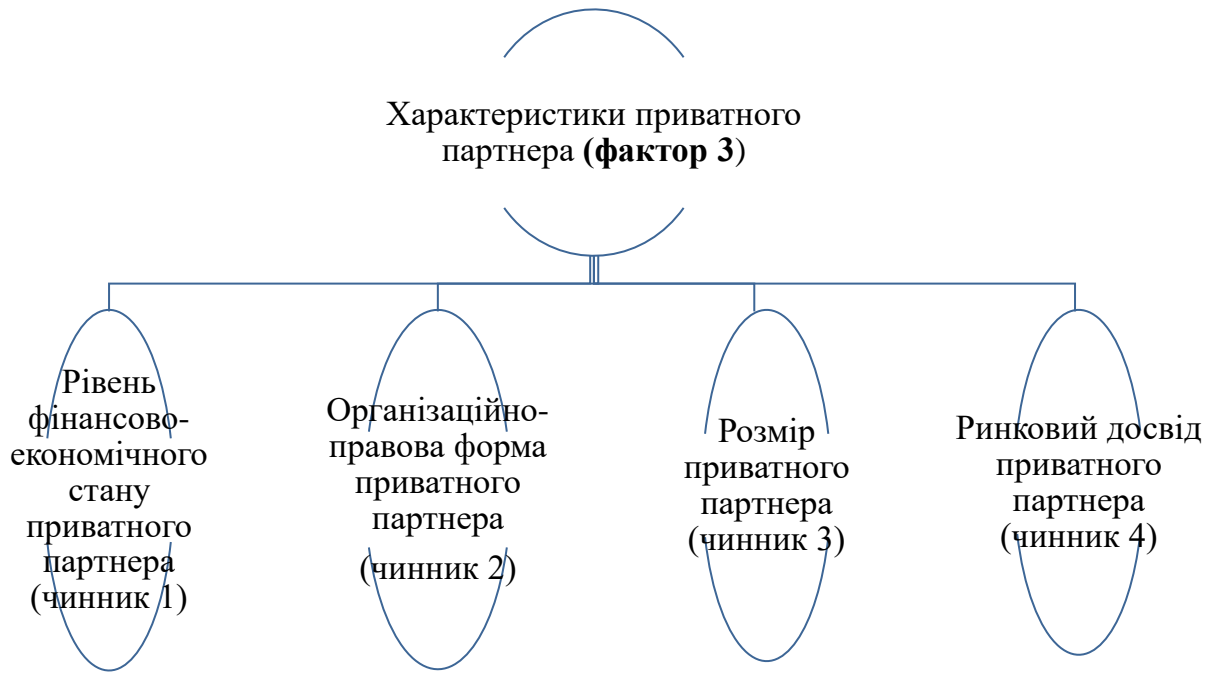 Характеристики приватного
партнера (фактор 3)
Рівень
фінансово-
економічного
стану
приватного
партнера
(чинник 1)
Організаційно-
правова форма
приватного
партнера
(чинник 2)
Розмір
приватного
партнера
(чинник 3)
Ринковий досвід
приватного
партнера
(чинник 4)